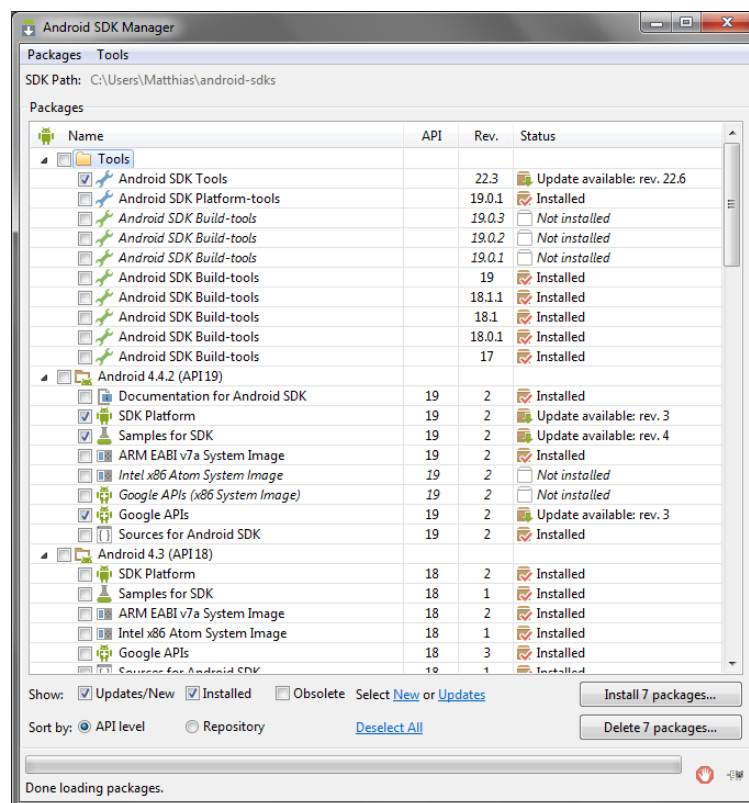 Android SDK Manager
Packages Tools
SDK Path: C:\Users\Matthias\android-sdks
Packages
Name API Rev. Status
Tools
Android SDK Tools 22.3 Update available: rev. 22.6
Android SDK Platform-tools 19.0.1 Installed
Android SDK Build-tools 19.0.3 Not installed
Android SDK Build-tools 19.0.2 Not installed
Android SDK Build-tools 19.0.1 Not installed
Android SDK Build-tools 19 Installed
Android SDK Build-tools 18.1.1 Installed
Android SDK Build-tools 18.1 Installed
Android SDK Build-tools 18.0.1 Installed
Android SDK Build-tools 17 Installed
Android 4.4.2 (API 19)
Documentation for Android SDK 19 2 Installed
SDK Platform 19 2 Update available: rev. 3
Samples for SDK 19 2 Update available: rev. 4
ARM EABI v7a System Image 19 2 Installed
Intel x86 Atom System Image 19 2 Not installed
Google APIs (x86 System Image) 19 2 Not installed
Google APIs 19 2 Update available: rev. 3
Sources for Android SDK 19 2 Installed
Android 4.3 (API 18)
SDK Platform 18 2 Installed
Samples for SDK 18 1 Installed
ARM EABI v7a System Image 18 2 Installed
Intel x86 Atom System Image 18 1 Installed
Google APIs 18 3 Installed
Sources for Android SDK 18 1 Installed
Show: Updates/New Installed Obsolete Select New or Updates Install 7 packages...
Sort by: API level Repository Deselect All Delete 7 packages...
Done loading packages.